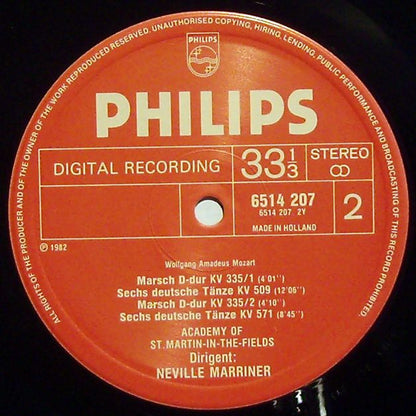 ALL RIGHTS OF THE PRODUCER AND OF THE OWNER OF THE WORK REPRODUCED RESERVED. UNAUTHORISED COPYING, HIRING, LENDING, PUBLIC PERFORMANCE AND BROADCASTING OF THIS RECORD PROHIBITED.
PHILIPS
PHILIPS
DIGITAL RECORDING
33 1/3
STEREO
6514 207
6514 207 2Y
MADE IN HOLLAND
2
℗ 1982
Wolfgang Amadeus Mozart
Marsch D-dur KV 335/1 (4'01'')
Sechs deutsche Tänze KV 509 (12'06'')
Marsch D-dur KV 335/2 (4'10'')
Sechs deutsche Tänze KV 571 (8'45'')
ACADEMY OF
ST. MARTIN-IN-THE-FIELDS
Dirigent:
NEVILLE MARRINER